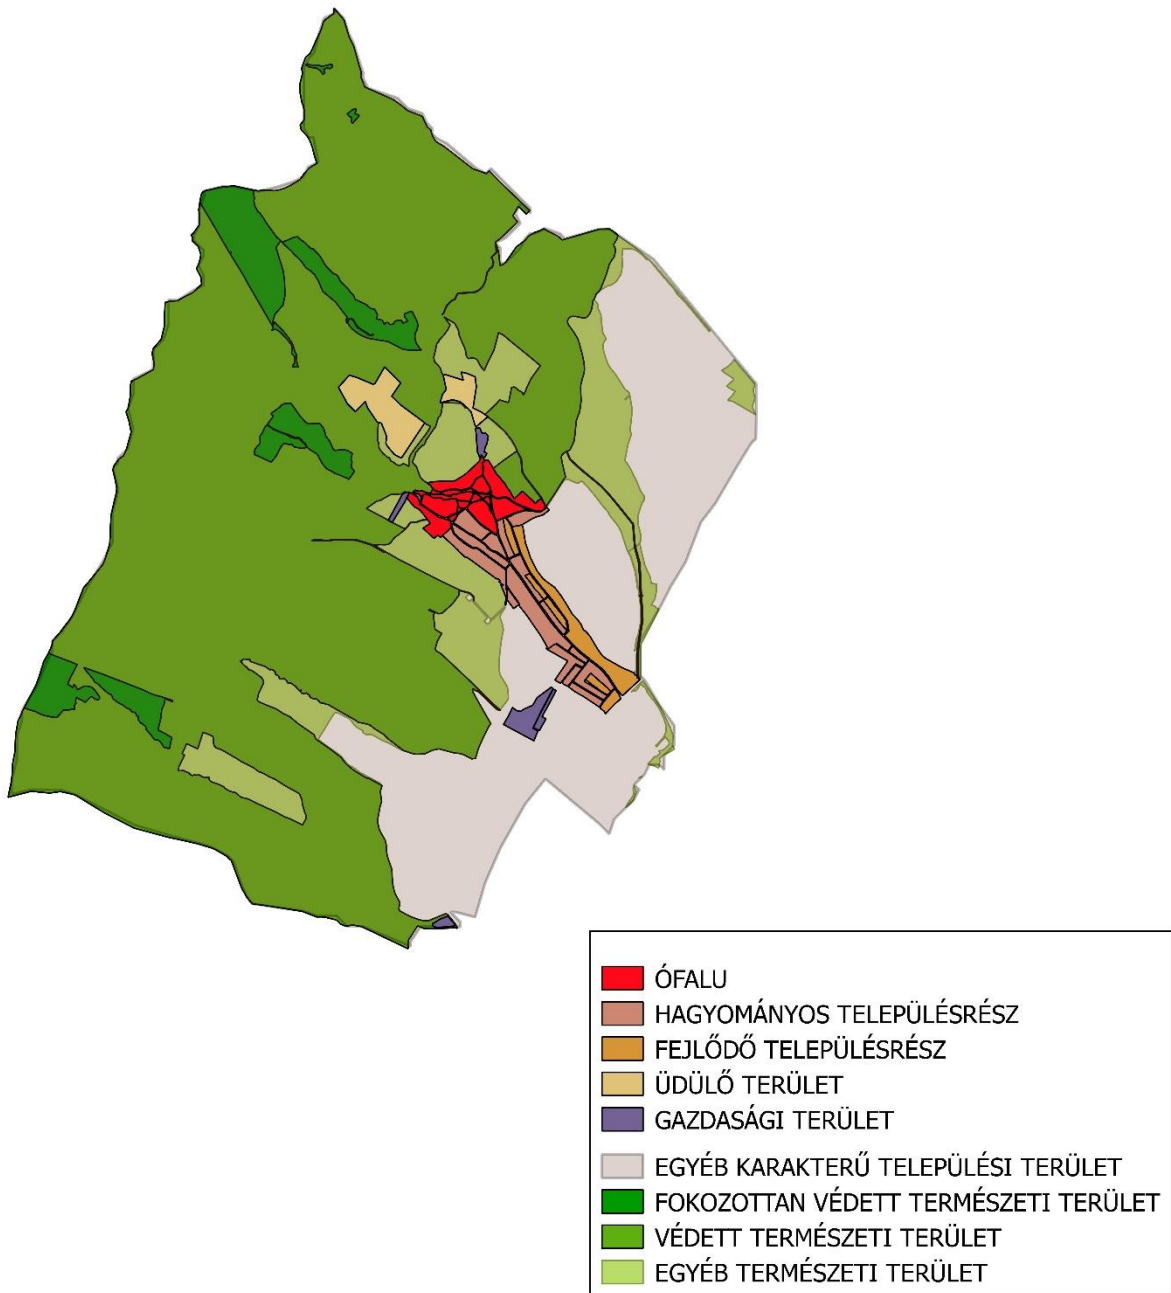 ÓFALU
HAGYOMÁNYOS TELEPÜLÉSRÉSZ
FEJLŐDŐ TELEPÜLÉSRÉSZ
ÜDÜLŐ TERÜLET
GAZDASÁGI TERÜLET
EGYÉB KARAKTERŰ TELEPÜLÉSI TERÜLET
FOKOZOTTAN VÉDETT TERMÉSZETI TERÜLET
VÉDETT TERMÉSZETI TERÜLET
EGYÉB TERMÉSZETI TERÜLET